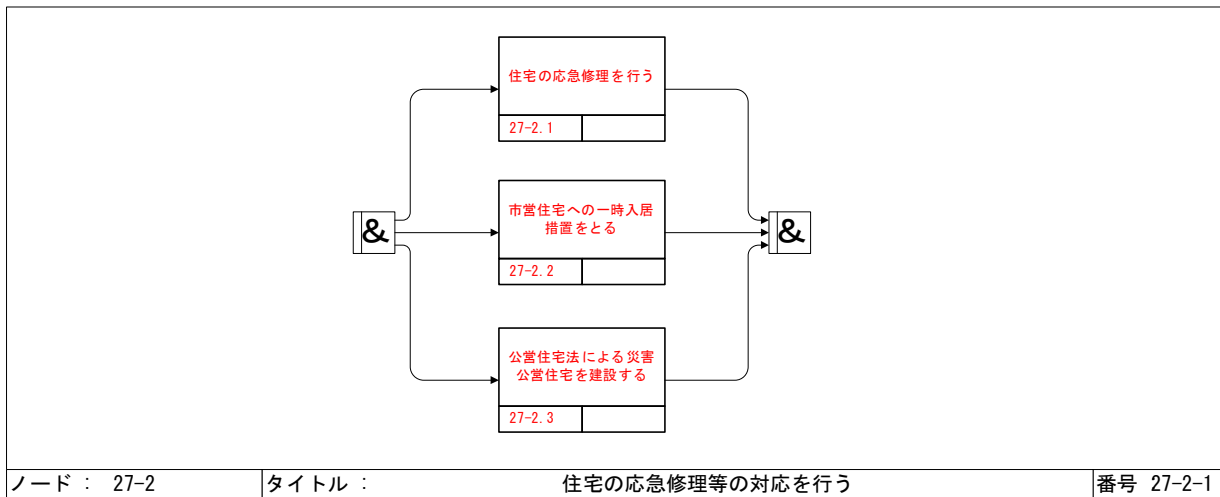 住宅の応急修理を行う
27-2.1
&
市営住宅への一時入居
措置をとる
&
27-2.2
公営住宅法による災害
公営住宅を建設する
27-2.3
ノード： 27-2 タイトル： 住宅の応急修理等の対応を行う 番号 27-2-1